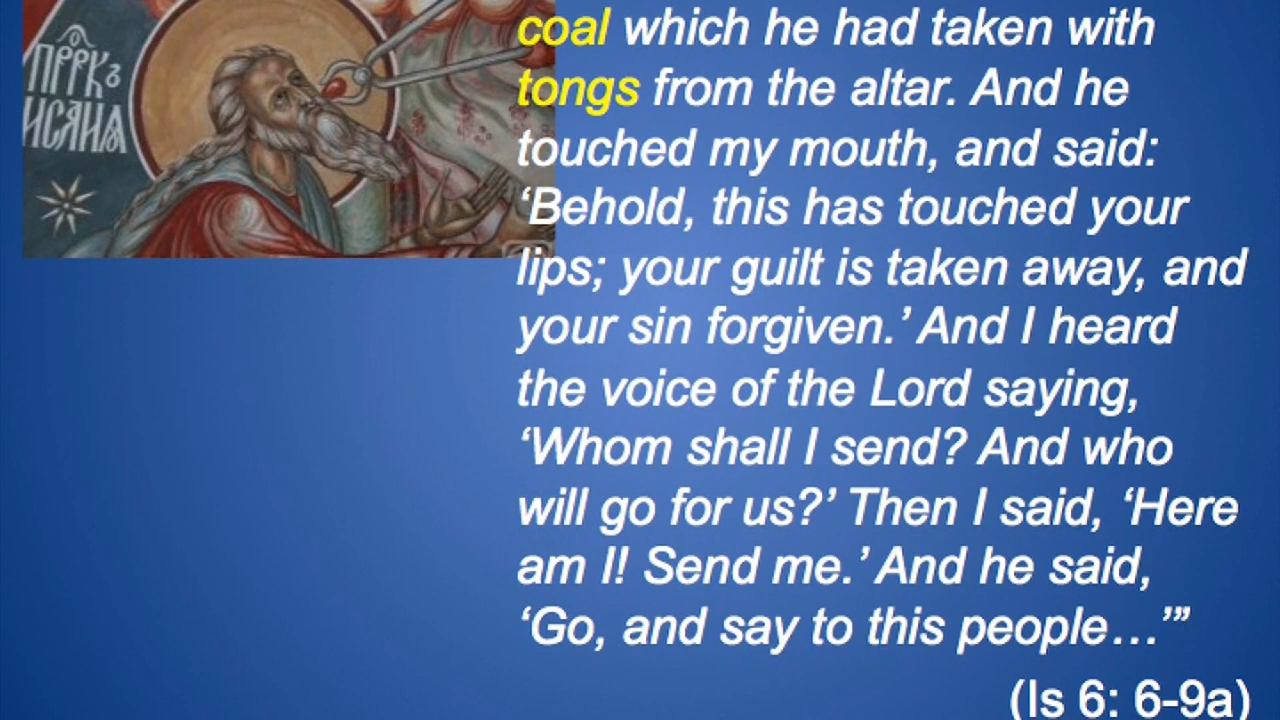 ПРРКЪ
ИСАИА
coal which he had taken with
tongs from the altar. And he
touched my mouth, and said:
‘Behold, this has touched your
lips; your guilt is taken away, and
your sin forgiven.’ And I heard
the voice of the Lord saying,
‘Whom shall I send? And who
will go for us?’ Then I said, ‘Here
am I! Send me.’ And he said,
‘Go, and say to this people…’”
(Is 6: 6-9a)